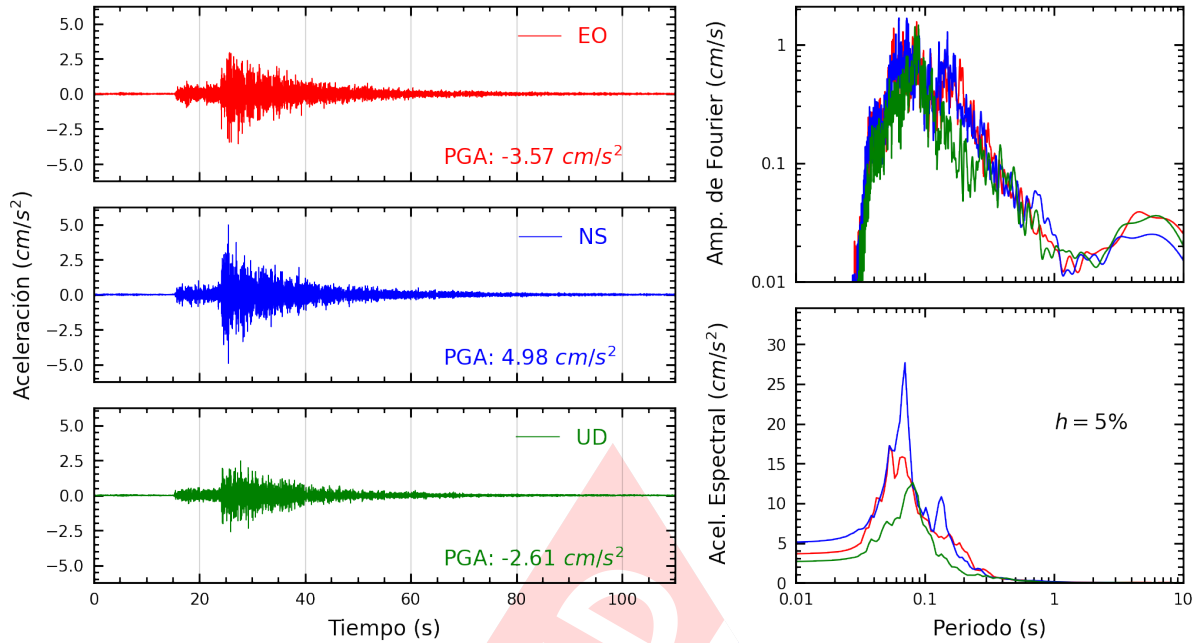 Aceleración (cm/s²)
5.0
2.5
0.0
−2.5
−5.0
EO
PGA: -3.57 cm/s²
5.0
2.5
0.0
−2.5
−5.0
NS
PGA: 4.98 cm/s²
5.0
2.5
0.0
−2.5
−5.0
UD
PGA: -2.61 cm/s²
0 20 40 60 80 100
Tiempo (s)
Amp. de Fourier (cm/s)
1
0.1
0.01
Acel. Espectral (cm/s²)
30
25
20
15
10
5
0
h = 5%
0.01 0.1 1 10
Periodo (s)